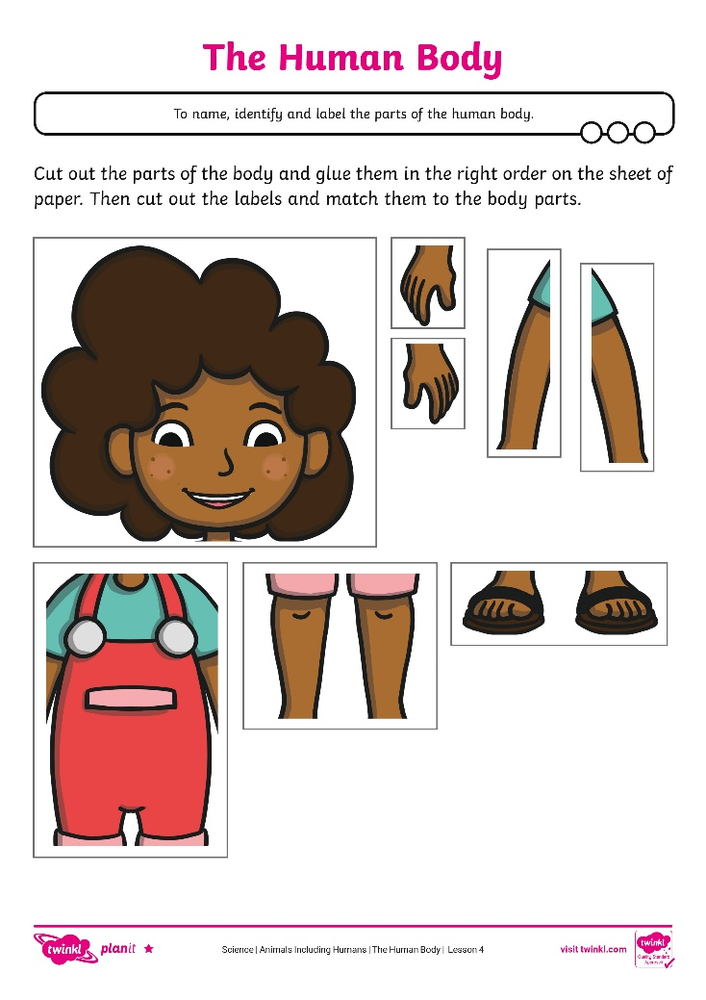 The Human Body
To name, identify and label the parts of the human body.
Cut out the parts of the body and glue them in the right order on the sheet of
paper. Then cut out the labels and match them to the body parts.
twinkl planit Science | Animals Including Humans | The Human Body | Lesson 4 visit twinkl.com twinkl
Quality Standard
Approved